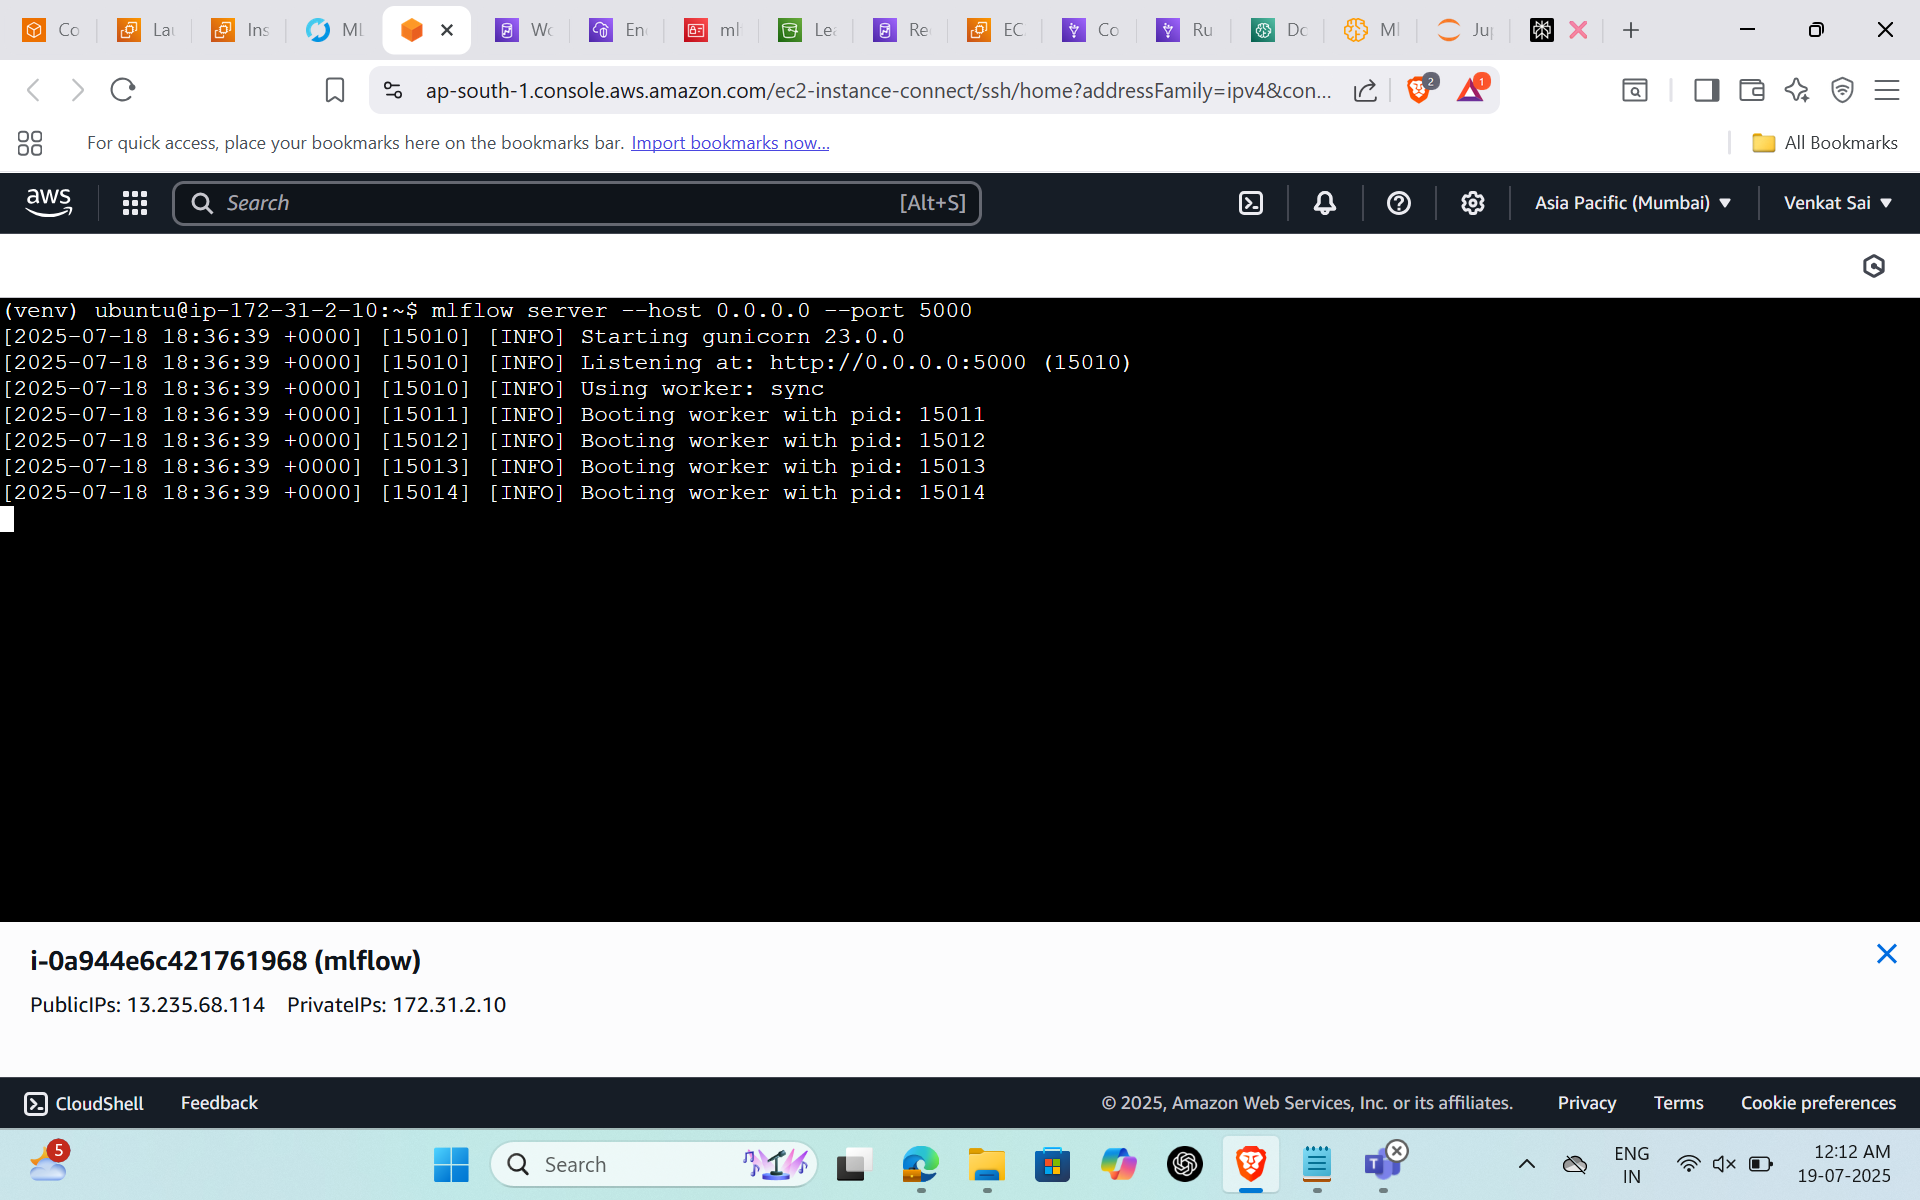 Co
Lau
Ins
ML
Wo
En
ml
Lea
Re
EC
Co
Ru
Do
Ml
Ju
ap-south-1.console.aws.amazon.com/ec2-instance-connect/ssh/home?addressFamily=ipv4&con...
2
1
For quick access, place your bookmarks here on the bookmarks bar. Import bookmarks now...
All Bookmarks
aws
Search
[Alt+S]
Asia Pacific (Mumbai)
Venkat Sai
(venv) ubuntu@ip-172-31-2-10:~$ mlflow server --host 0.0.0.0 --port 5000
[2025-07-18 18:36:39 +0000] [15010] [INFO] Starting gunicorn 23.0.0
[2025-07-18 18:36:39 +0000] [15010] [INFO] Listening at: http://0.0.0.0:5000 (15010)
[2025-07-18 18:36:39 +0000] [15010] [INFO] Using worker: sync
[2025-07-18 18:36:39 +0000] [15011] [INFO] Booting worker with pid: 15011
[2025-07-18 18:36:39 +0000] [15012] [INFO] Booting worker with pid: 15012
[2025-07-18 18:36:39 +0000] [15013] [INFO] Booting worker with pid: 15013
[2025-07-18 18:36:39 +0000] [15014] [INFO] Booting worker with pid: 15014
i-0a944e6c421761968 (mlflow)
PublicIPs: 13.235.68.114 PrivateIPs: 172.31.2.10
CloudShell
Feedback
© 2025, Amazon Web Services, Inc. or its affiliates.
Privacy
Terms
Cookie preferences
5
Search
ENG
IN
12:12 AM
19-07-2025